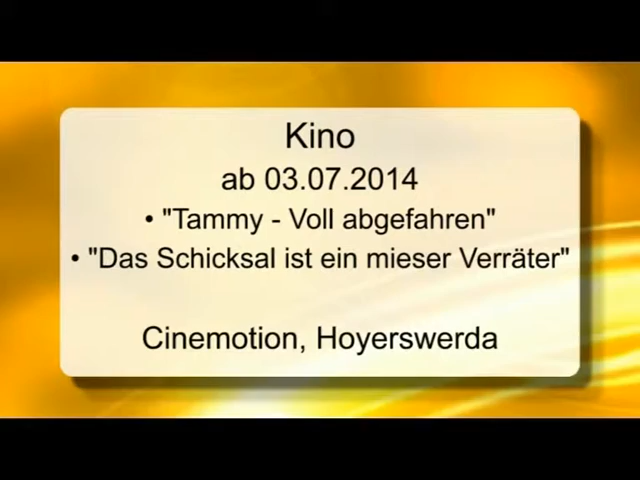 Kino
ab 03.07.2014
• "Tammy - Voll abgefahren"
• "Das Schicksal ist ein mieser Verräter"
Cinemotion, Hoyerswerda